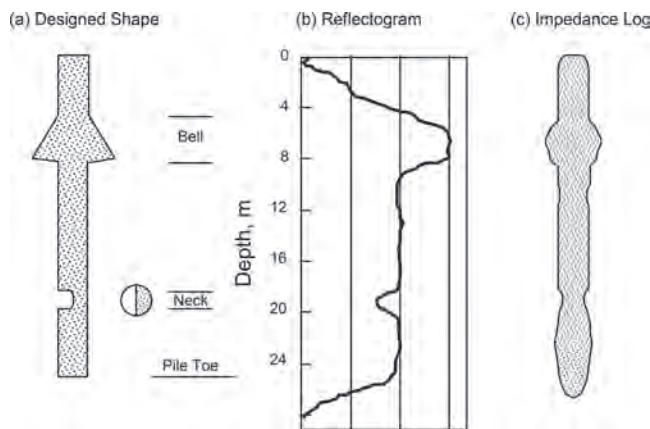 (a) Designed Shape
(b) Reflectogram
(c) Impedance Log
Bell
Neck
Pile Toe
Depth, m
0
4
8
12
16
20
24